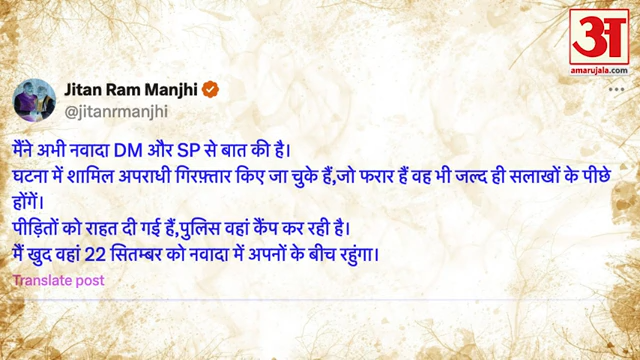 अ
amarujala.com
Jitan Ram Manjhi
@jitanrmanjhi
मैंने अभी नवादा DM और SP से बात की है।
घटना में शामिल अपराधी गिरफ़्तार किए जा चुके हैं,जो फरार हैं वह भी जल्द ही सलाखों के पीछे
होंगें।
पीड़ितों को राहत दी गई हैं,पुलिस वहां कैंप कर रही है।
मैं खुद वहां 22 सितम्बर को नवादा में अपनों के बीच रहुंगा।
Translate post